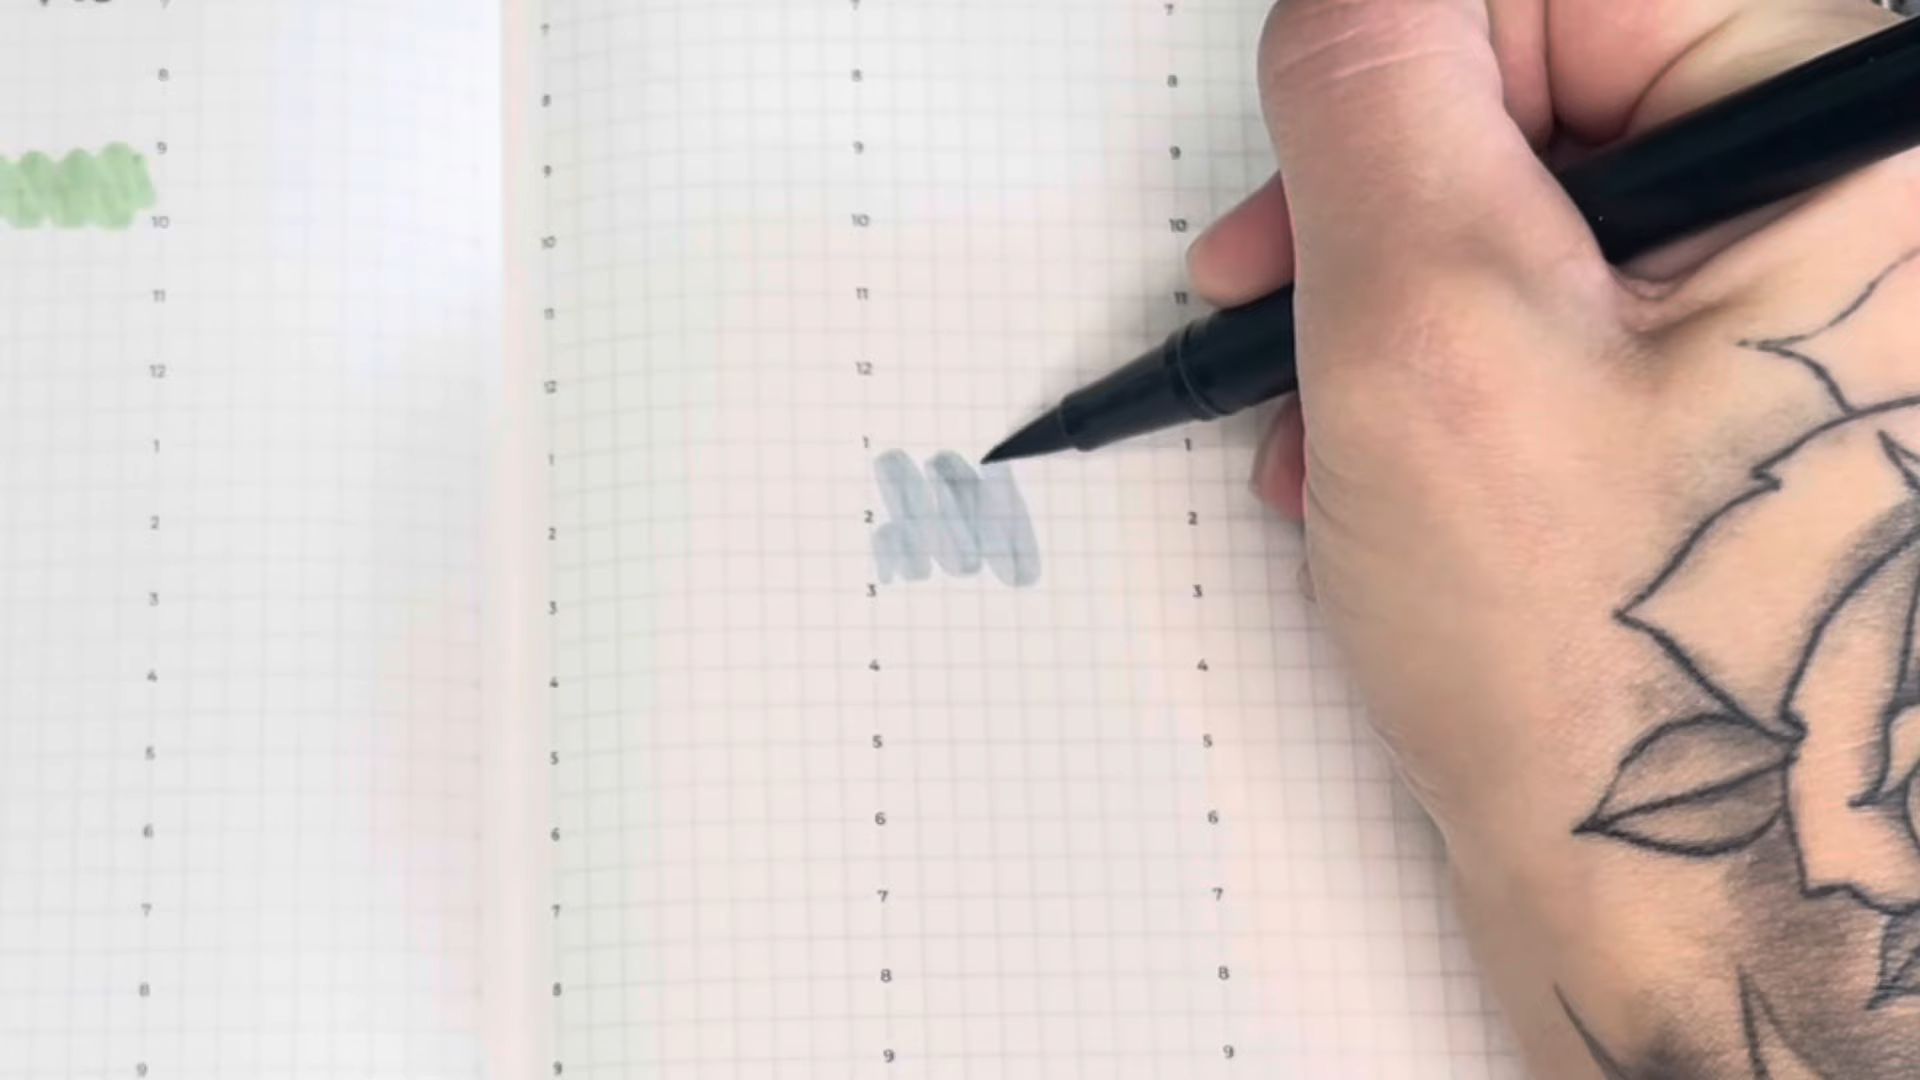 7 7 7 7
8 8 8 8
9 9 9 9
10 10 10 10
11 11 11 11
12 12 12
1 1 1 1
2 2 2 2
3 3 3 3
4 4 4 4
5 5 5 5
6 6 6 6
7 7 7 7
8 8 8 8
9 9 9 9